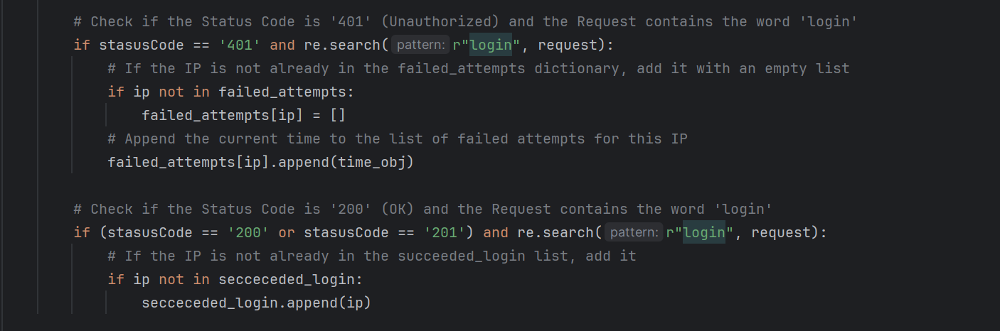 # Check if the Status Code is '401' (Unauthorized) and the Request contains the word 'login'
if stasusCode == '401' and re.search( pattern: r"login", request):
# If the IP is not already in the failed_attempts dictionary, add it with an empty list
if ip not in failed_attempts:
failed_attempts[ip] = []
# Append the current time to the list of failed attempts for this IP
failed_attempts[ip].append(time_obj)
# Check if the Status Code is '200' (OK) and the Request contains the word 'login'
if (stasusCode == '200' or stasusCode == '201') and re.search( pattern: r"login", request):
# If the IP is not already in the succeeded_login list, add it
if ip not in secceceded_login:
secceceded_login.append(ip)